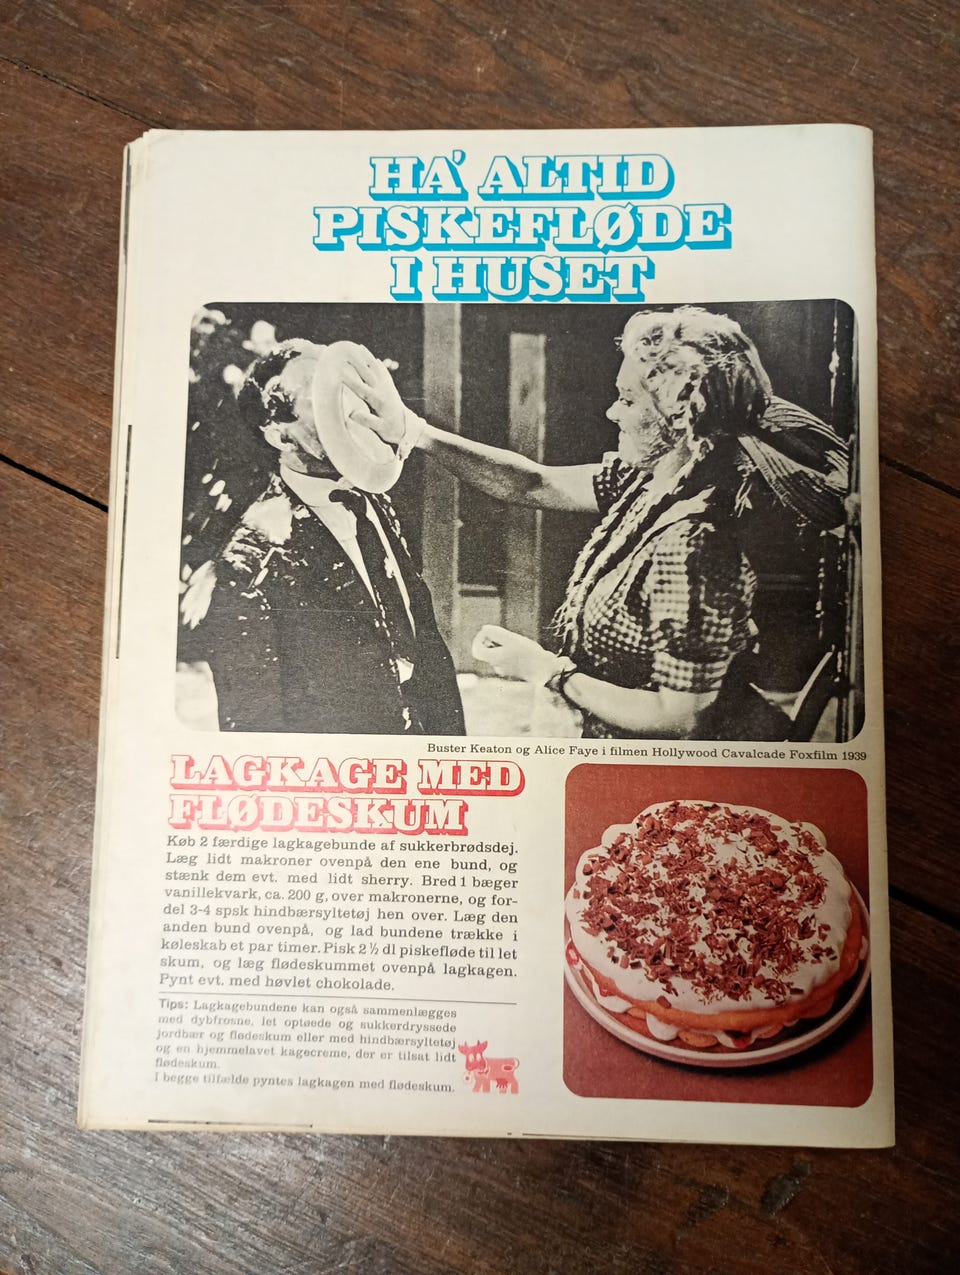 HA' ALTID
PISKEFLØDE
I HUSET
Buster Keaton og Alice Faye i filmen Hollywood Cavalcade Foxfilm 1939
LAGKAGE MED
FLØDESKUM
Køb 2 færdige lagkagebunde af sukkerbrødsdej.
Læg lidt makroner ovenpå den ene bund, og
stænk dem evt. med lidt sherry. Bred 1 bæger
vanillekvark, ca. 200 g, over makronerne, og for-
del 3-4 spsk hindbærsyltetøj hen over. Læg den
anden bund ovenpå, og lad bundene trække i
køleskab et par timer. Pisk 2 ½ dl piskefløde til let
skum, og læg flødeskummet ovenpå lagkagen.
Pynt evt. med høvlet chokolade.
Tips: Lagkagebundene kan også sammenlægges
med dybfrosne, let optøede og sukkerdryssede
jordbær og flødeskum eller med hindbærsyltetøj
og en hjemmelavet kagecreme, der er tilsat lidt
flødeskum.
I begge tilfælde pyntes lagkagen med flødeskum.